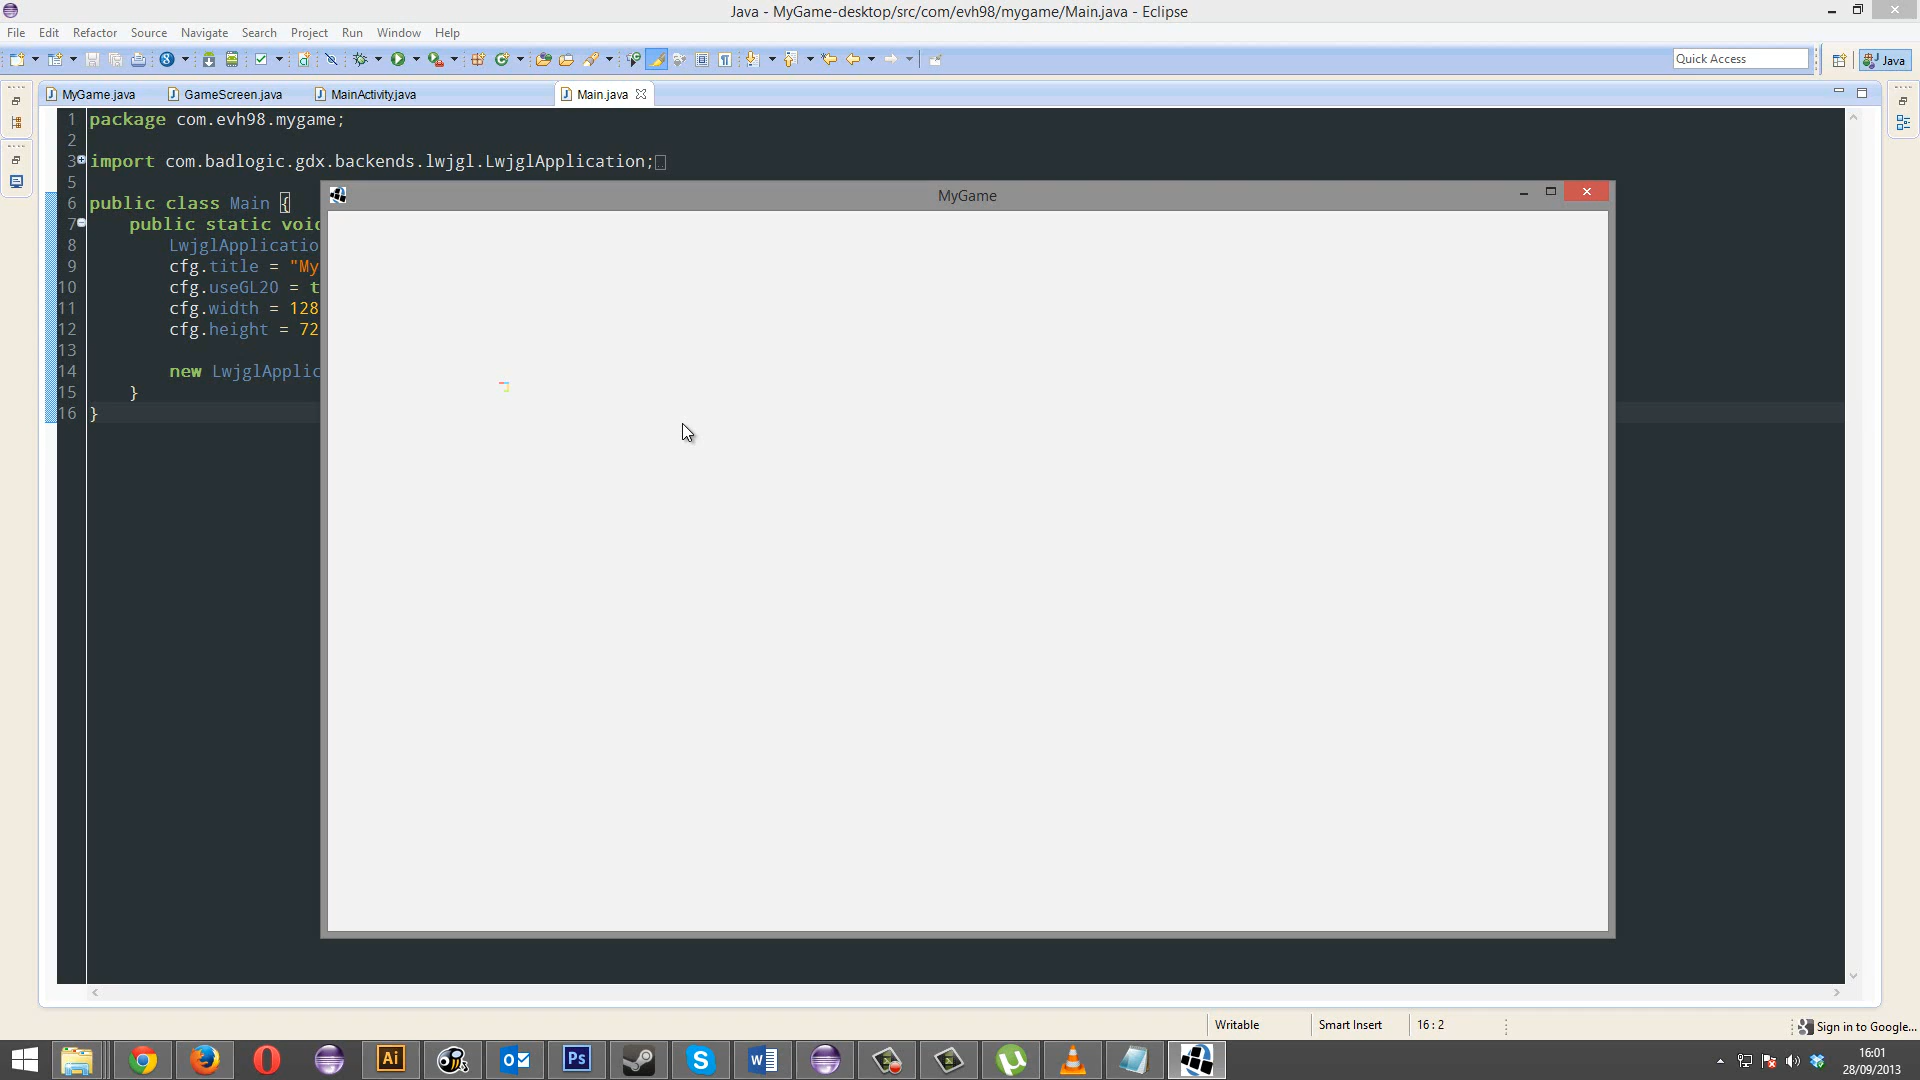 Java - MyGame-desktop/src/com/evh98/mygame/Main.java - Eclipse
File Edit Refactor Source Navigate Search Project Run Window Help
Quick Access
Java
MyGame.java GameScreen.java MainActivity.java Main.java
1 package com.evh98.mygame;
2
3 import com.badlogic.gdx.backends.lwjgl.LwjglApplication;
5
MyGame
6 public class Main {
7 public static voi
8 LwjglApplicatio
9 cfg.title = "My
10 cfg.useGL20 = t
11 cfg.width = 128
12 cfg.height = 72
13
14 new LwjglApplic
15 }
16 }
Writable Smart Insert 16 : 2
Sign in to Google...
Ai Ps
16:01
28/09/2013